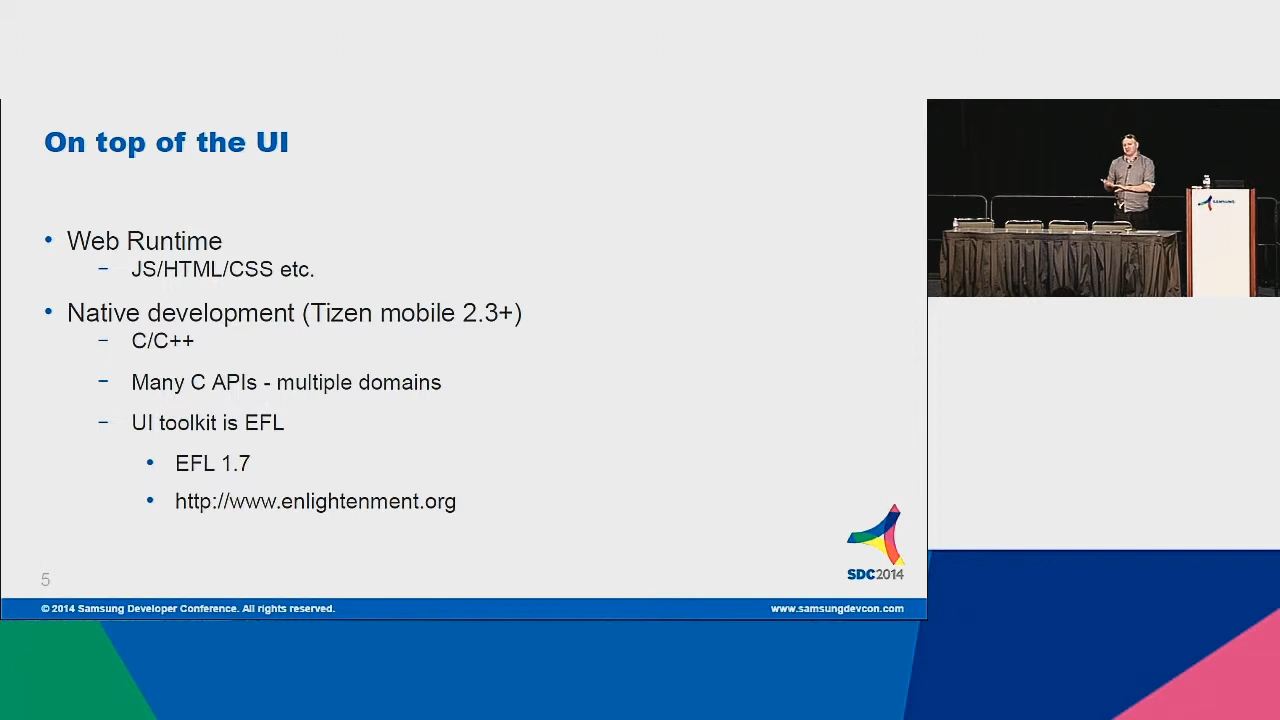 On top of the UI
• Web Runtime
– JS/HTML/CSS etc.
• Native development (Tizen mobile 2.3+)
– C/C++
– Many C APIs - multiple domains
– UI toolkit is EFL
• EFL 1.7
• http://www.enlightenment.org
SDC2014
5
© 2014 Samsung Developer Conference. All rights reserved.
www.samsungdevcon.com
SAMSUNG